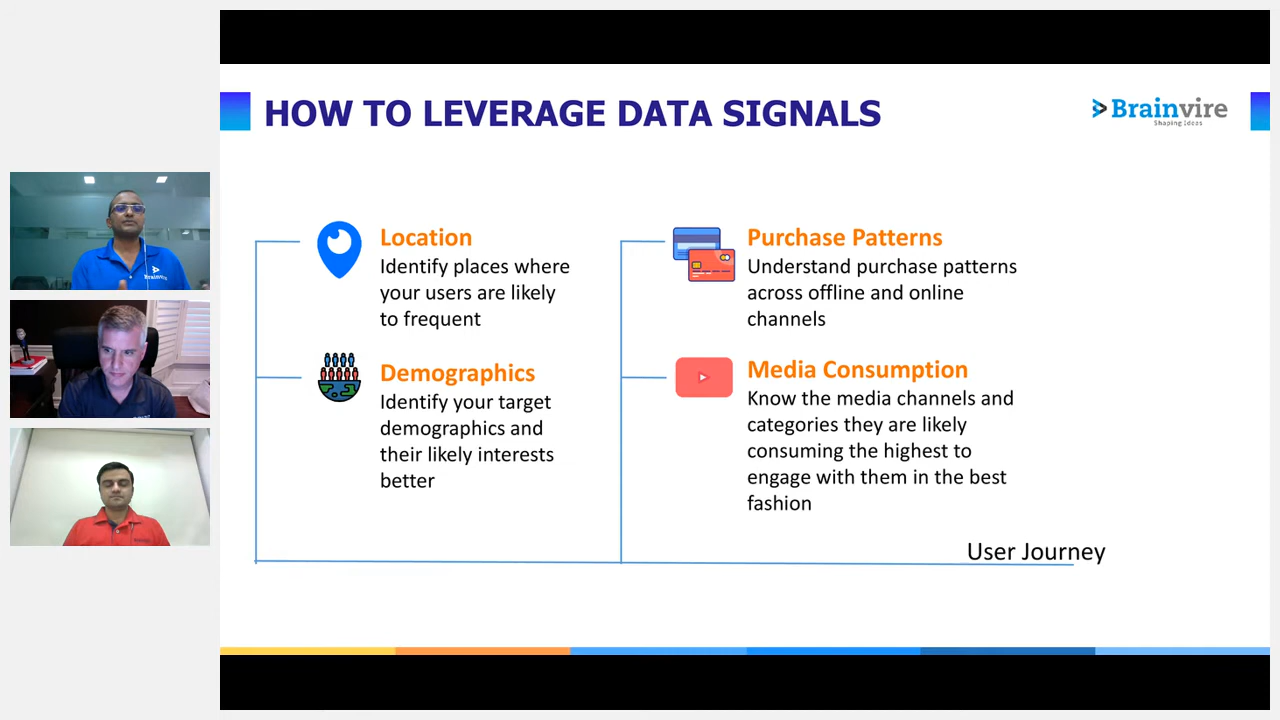 HOW TO LEVERAGE DATA SIGNALS
Brainvire
Shaping Ideas
Location
Identify places where
your users are likely
to frequent
Demographics
Identify your target
demographics and
their likely interests
better
Purchase Patterns
Understand purchase patterns
across offline and online
channels
Media Consumption
Know the media channels and
categories they are likely
consuming the highest to
engage with them in the best
fashion
User Journey
Brainvire